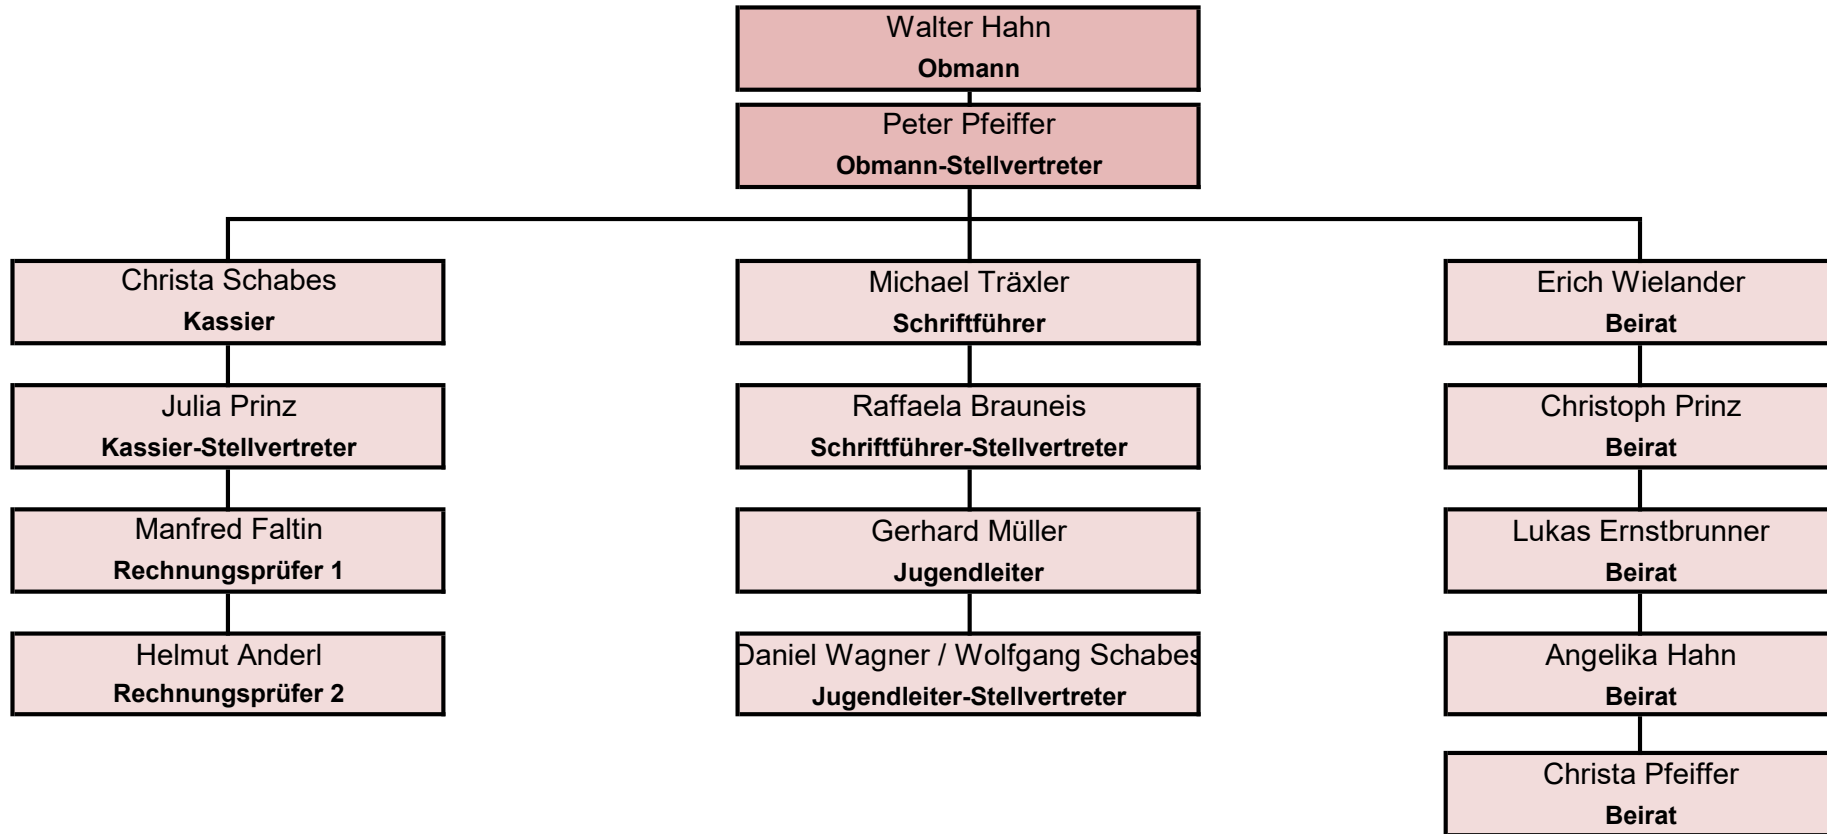 Walter Hahn
Obmann
Peter Pfeiffer
Obmann-Stellvertreter
Christa Schabes
Kassier
Michael Träxler
Schriftführer
Erich Wielander
Beirat
Julia Prinz
Kassier-Stellvertreter
Raffaela Brauneis
Schriftführer-Stellvertreter
Christoph Prinz
Beirat
Manfred Faltin
Rechnungsprüfer 1
Gerhard Müller
Jugendleiter
Lukas Ernstbrunner
Beirat
Helmut Anderl
Rechnungsprüfer 2
Daniel Wagner / Wolfgang Schabes
Jugendleiter-Stellvertreter
Angelika Hahn
Beirat
Christa Pfeiffer
Beirat